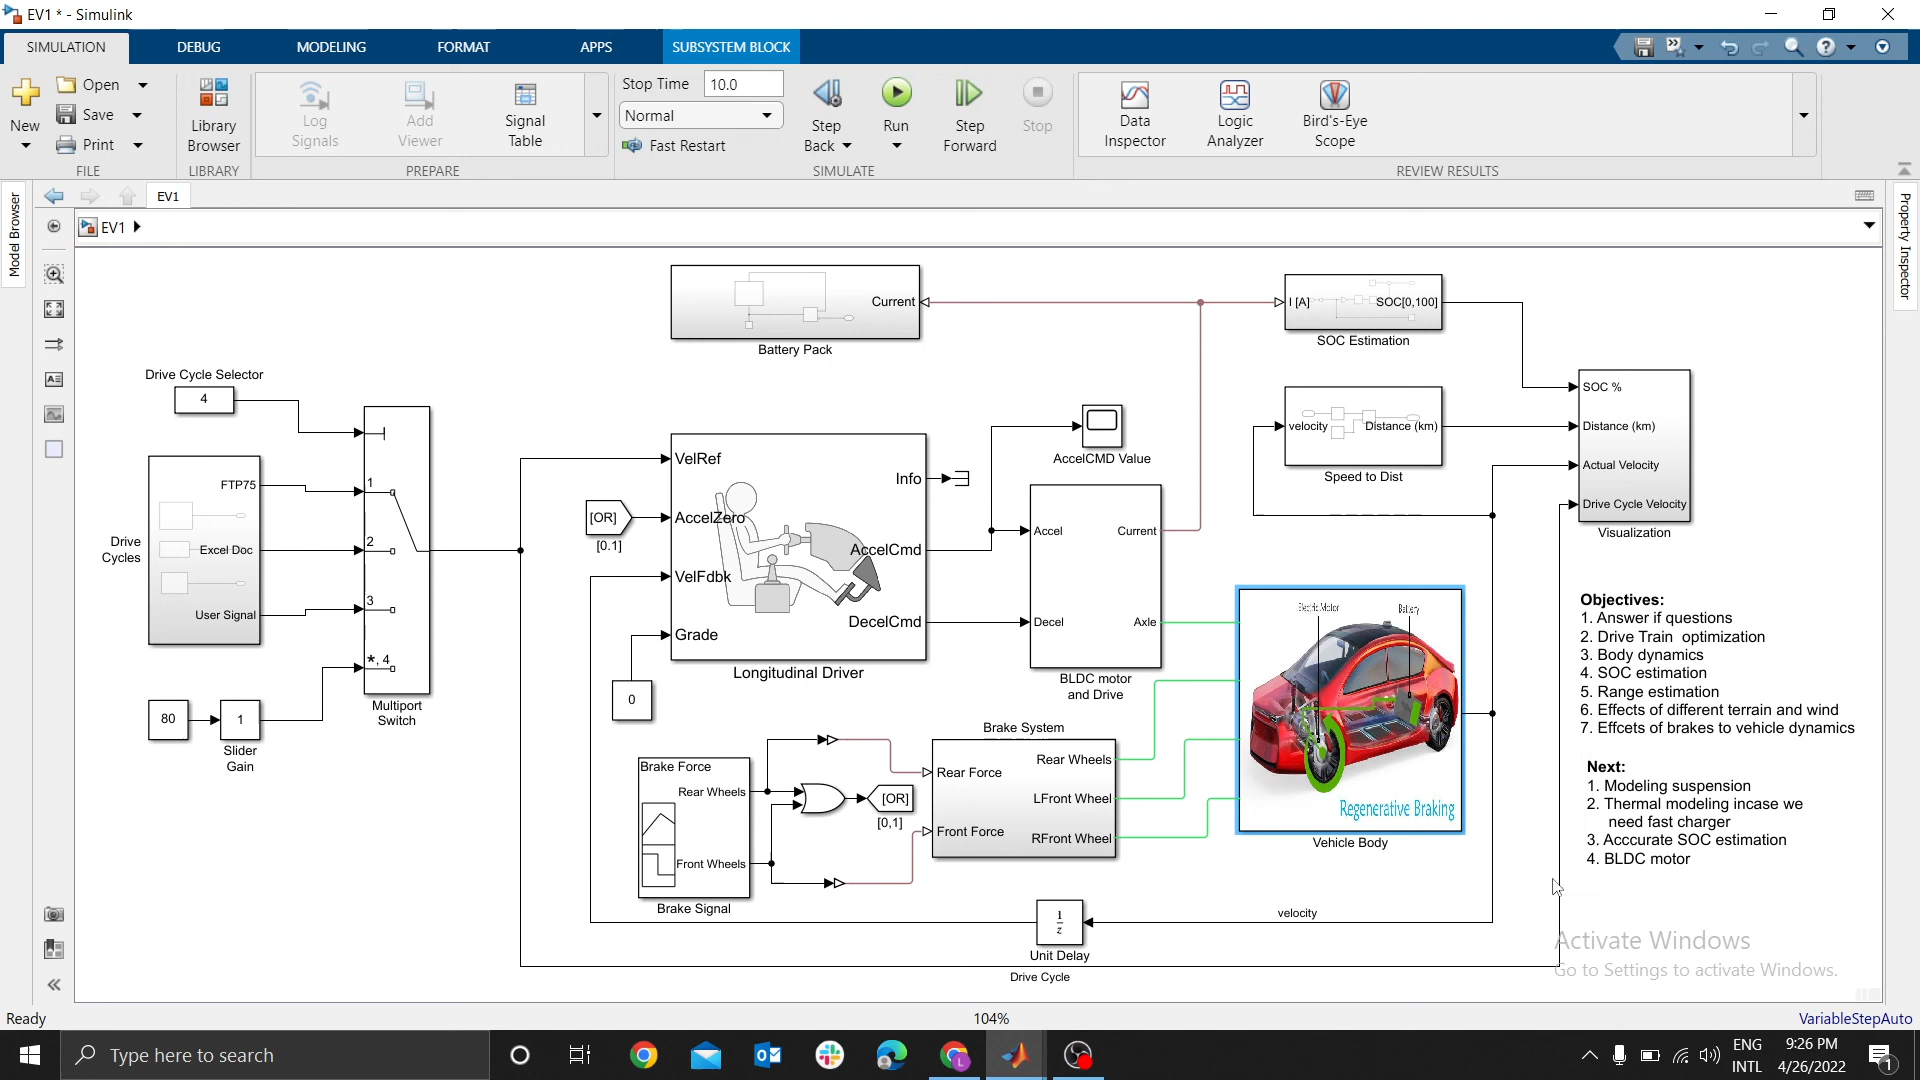 EV1 * - Simulink
SIMULATION
DEBUG
MODELING
FORMAT
APPS
SUBSYSTEM BLOCK
New
Open
Save
Print
FILE
Library
Browser
LIBRARY
Log
Signals
Add
Viewer
Signal
Table
PREPARE
Stop Time 10.0
Normal
Fast Restart
Step
Back
Run
Step
Forward
Stop
SIMULATE
Data
Inspector
Logic
Analyzer
Bird's-Eye
Scope
REVIEW RESULTS
Model Browser
Property Inspector
EV1
EV1
Current
Battery Pack
I [A]
SOC[0,100]
SOC Estimation
Drive Cycle Selector
4
FTP75
Excel Doc
User Signal
Drive
Cycles
1
2
3
*, 4
Multiport
Switch
80
1
Slider
Gain
VelRef
AccelZero
VelFdbk
Grade
Info
AccelCmd
DecelCmd
Longitudinal Driver
[OR]
[0.1]
0
AccelCMD Value
Accel
Decel
Current
Axle
BLDC motor
and Drive
velocity
Distance (km)
Speed to Dist
SOC %
Distance (km)
Actual Velocity
Drive Cycle Velocity
Visualization
Brake Force
Rear Wheels
Front Wheels
Brake Signal
[OR]
[0,1]
Brake System
Rear Force
Front Force
Rear Wheels
LFront Wheel
RFront Wheel
Electric Motor
Battery
Regenerative Braking
Vehicle Body
1
z
Unit Delay
velocity
Drive Cycle
Objectives:
1. Answer if questions
2. Drive Train optimization
3. Body dynamics
4. SOC estimation
5. Range estimation
6. Effects of different terrain and wind
7. Effcets of brakes to vehicle dynamics
Next:
1. Modeling suspension
2. Thermal modeling incase we
need fast charger
3. Acccurate SOC estimation
4. BLDC motor
Activate Windows
Go to Settings to activate Windows.
Ready
104%
VariableStepAuto
Type here to search
ENG
INTL
9:26 PM
4/26/2022
1